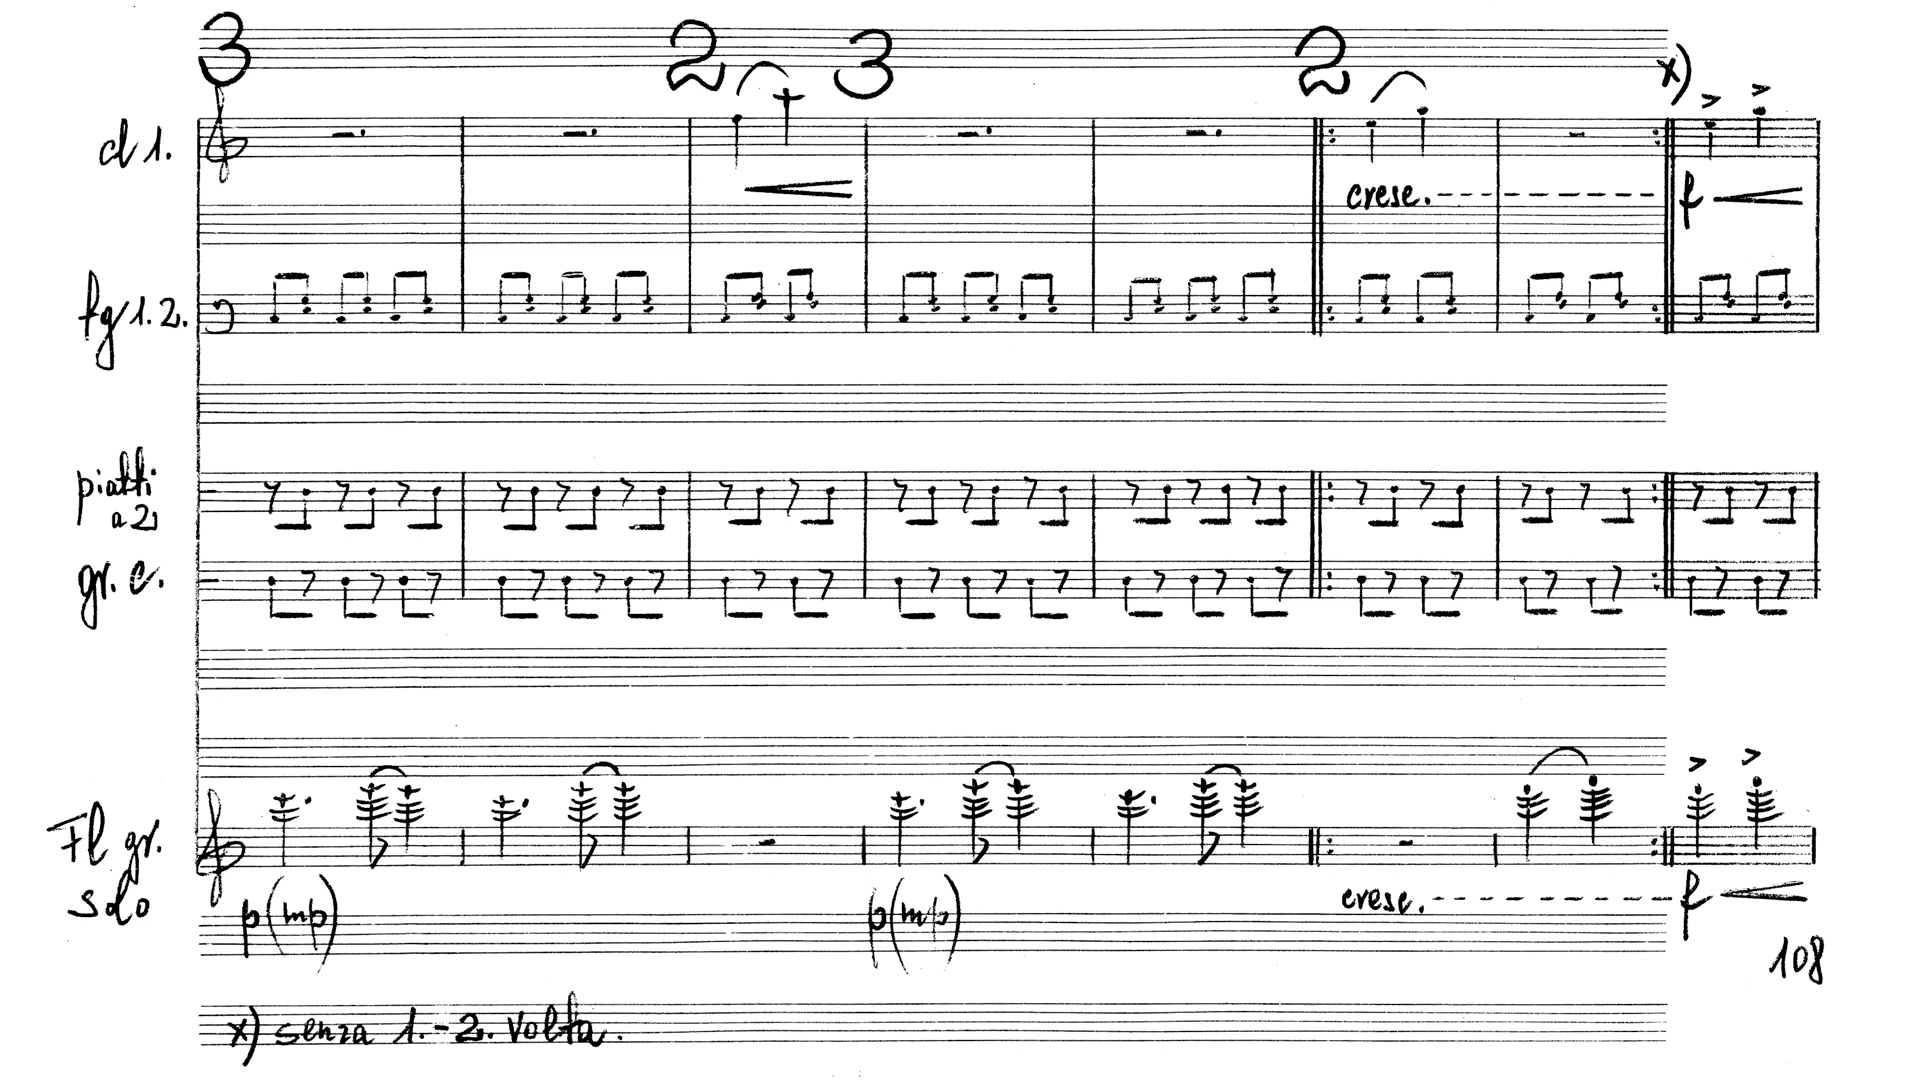 3 2 3 2
x)
cl 1.
cresc. f
fg 1. 2.
piatti
a 2
gr. c.
Fl gr.
solo
p (mp) p (mp) cresc. f
108
x) senza 1. - 2. volta.